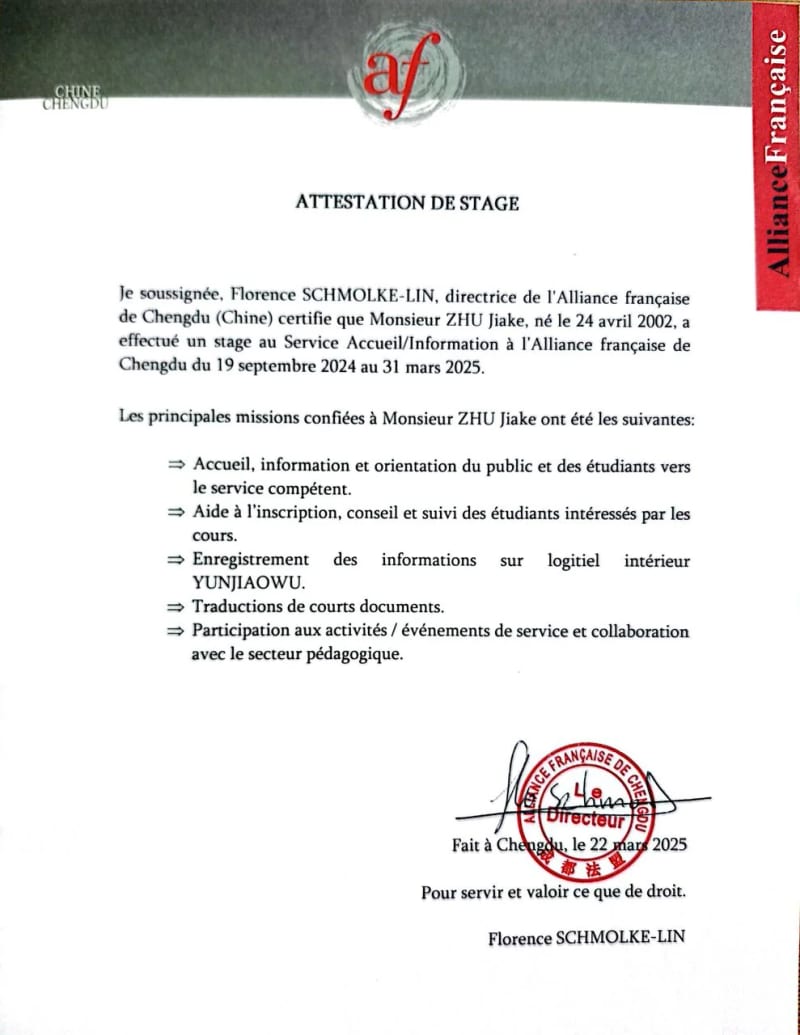 CHINE
CHENGDU
af
AllianceFrançaise
ATTESTATION DE STAGE
Je soussignée, Florence SCHMOLKE-LIN, directrice de l'Alliance française
de Chengdu (Chine) certifie que Monsieur ZHU Jiake, né le 24 avril 2002, a
effectué un stage au Service Accueil/Information à l'Alliance française de
Chengdu du 19 septembre 2024 au 31 mars 2025.
Les principales missions confiées à Monsieur ZHU Jiake ont été les suivantes:
⇒ Accueil, information et orientation du public et des étudiants vers
le service compétent.
⇒ Aide à l'inscription, conseil et suivi des étudiants intéressés par les
cours.
⇒ Enregistrement des informations sur logitiel intérieur
YUNJIAOWU.
⇒ Traductions de courts documents.
⇒ Participation aux activités / événements de service et collaboration
avec le secteur pédagogique.
ALLIANCE FRANÇAISE DE CHENGDU
Le
Directeur
成都法盟
Fait à Chengdu, le 22 mars 2025
Pour servir et valoir ce que de droit.
Florence SCHMOLKE-LIN